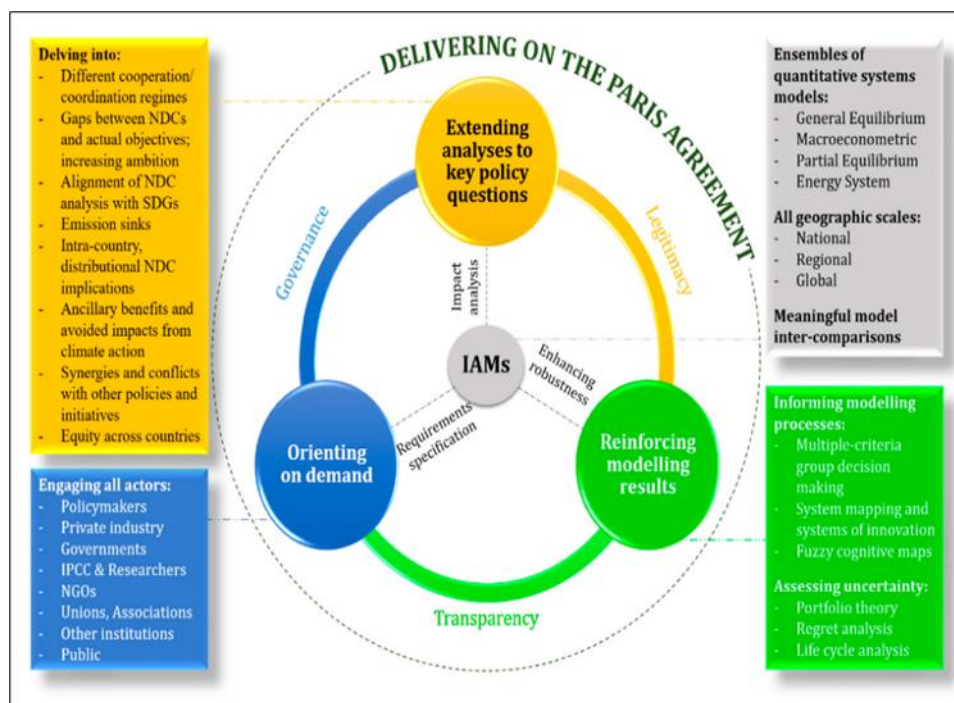 DELIVERING ON THE PARIS AGREEMENT
Delving into:
- Different cooperation/
coordination regimes
- Gaps between NDCs
and actual objectives;
increasing ambition
- Alignment of NDC
analysis with SDGs
- Emission sinks
- Intra-country,
distributional NDC
implications
- Ancillary benefits and
avoided impacts from
climate action
- Synergies and conflicts
with other policies and
initiatives
- Equity across countries
Engaging all actors:
- Policymakers
- Private industry
- Governments
- IPCC & Researchers
- NGOs
- Unions, Associations
- Other institutions
- Public
Extending
analyses to
key policy
questions
Governance
Legitimacy
Impact
analysis
IAMs
Enhancing
robustness
Requirements
specification
Orienting
on demand
Reinforcing
modelling
results
Transparency
Ensembles of
quantitative systems
models:
- General Equilibrium
- Macroeconometric
- Partial Equilibrium
- Energy System
All geographic scales:
- National
- Regional
- Global
Meaningful model
inter-comparisons
Informing modelling
processes:
- Multiple-criteria
group decision
making
- System mapping and
systems of innovation
- Fuzzy cognitive maps
Assessing uncertainty:
- Portfolio theory
- Regret analysis
- Life cycle analysis